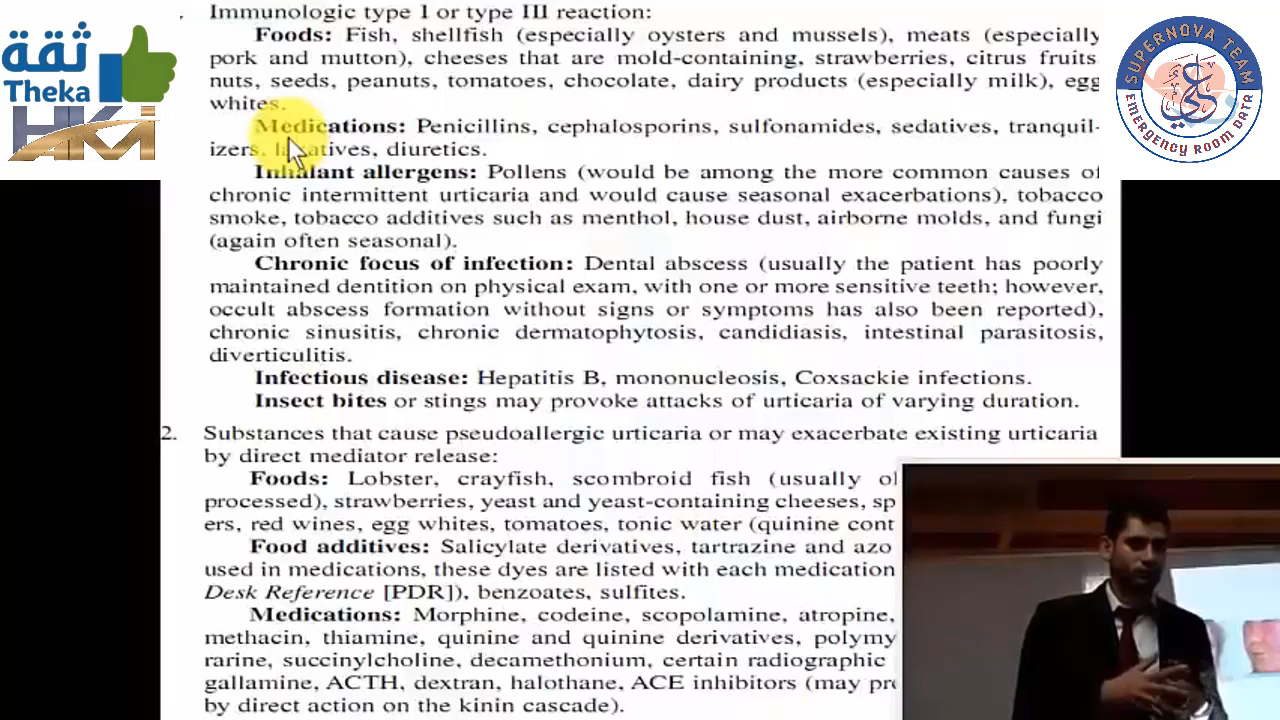 ثقة
Theka
HKM
SUPERNOVA TEAM
EMERGENCY ROOM DATA
Immunologic type I or type III reaction:
Foods: Fish, shellfish (especially oysters and mussels), meats (especially
pork and mutton), cheeses that are mold-containing, strawberries, citrus fruits
nuts, seeds, peanuts, tomatoes, chocolate, dairy products (especially milk), egg
whites.
Medications: Penicillins, cephalosporins, sulfonamides, sedatives, tranquil-
izers, laxatives, diuretics.
Inhalant allergens: Pollens (would be among the more common causes of
chronic intermittent urticaria and would cause seasonal exacerbations), tobacco
smoke, tobacco additives such as menthol, house dust, airborne molds, and fungi
(again often seasonal).
Chronic focus of infection: Dental abscess (usually the patient has poorly
maintained dentition on physical exam, with one or more sensitive teeth; however,
occult abscess formation without signs or symptoms has also been reported),
chronic sinusitis, chronic dermatophytosis, candidiasis, intestinal parasitosis,
diverticulitis.
Infectious disease: Hepatitis B, mononucleosis, Coxsackie infections.
Insect bites or stings may provoke attacks of urticaria of varying duration.
2. Substances that cause pseudoallergic urticaria or may exacerbate existing urticaria
by direct mediator release:
Foods: Lobster, crayfish, scombroid fish (usually
processed), strawberries, yeast and yeast-containing cheeses, sp
ers, red wines, egg whites, tomatoes, tonic water (quinine cont
Food additives: Salicylate derivatives, tartrazine and azo
used in medications, these dyes are listed with each medication
Desk Reference [PDR]), benzoates, sulfites.
Medications: Morphine, codeine, scopolamine, atropine,
methacin, thiamine, quinine and quinine derivatives, polymy
rarine, succinylcholine, decamethonium, certain radiographic
gallamine, ACTH, dextran, halothane, ACE inhibitors (may pr
by direct action on the kinin cascade).